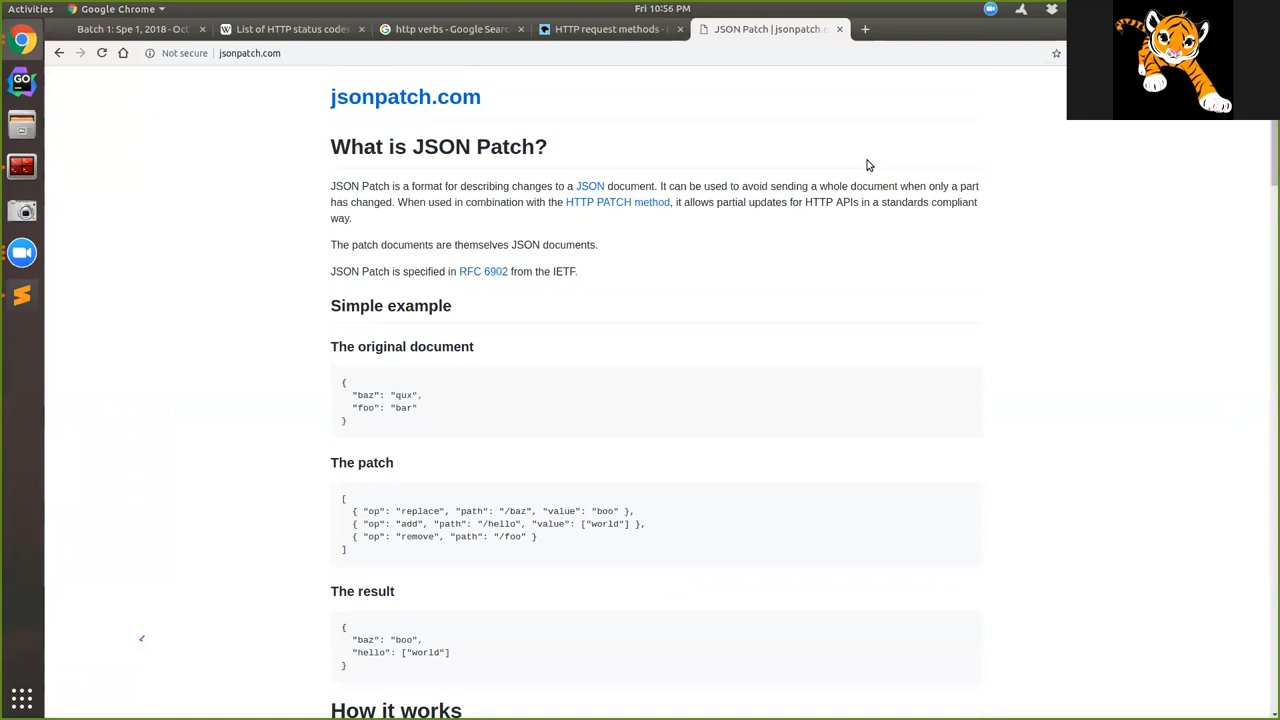 Activities
Google Chrome
Fri 10:56 PM
Batch 1: Spe 1, 2018 - Oct
List of HTTP status codes
http verbs - Google Sear
HTTP request methods -
JSON Patch | jsonpatch.
Not secure
jsonpatch.com
GO
jsonpatch.com
What is JSON Patch?
JSON Patch is a format for describing changes to a JSON document. It can be used to avoid sending a whole document when only a part
has changed. When used in combination with the HTTP PATCH method, it allows partial updates for HTTP APIs in a standards compliant
way.
The patch documents are themselves JSON documents.
JSON Patch is specified in RFC 6902 from the IETF.
Simple example
The original document
{
"baz": "qux",
"foo": "bar"
}
The patch
[
{ "op": "replace", "path": "/baz", "value": "boo" },
{ "op": "add", "path": "/hello", "value": ["world"] },
{ "op": "remove", "path": "/foo" }
]
The result
{
"baz": "boo",
"hello": ["world"]
}
How it works